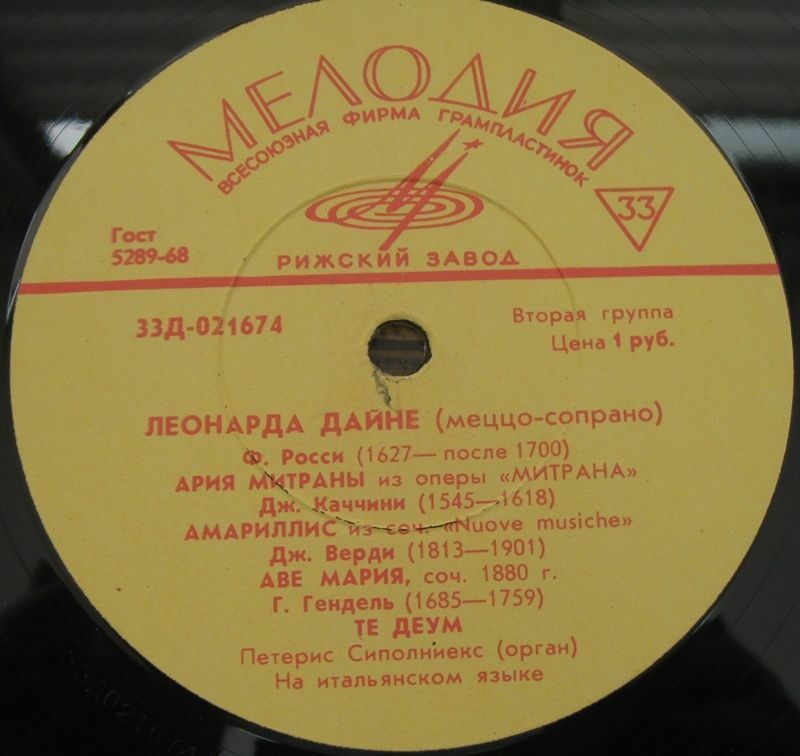 МЕЛОДИЯ
ВСЕСОЮЗНАЯ ФИРМА ГРАМПЛАСТИНОК
33
Гост
5289-68
РИЖСКИЙ ЗАВОД
33Д-021674
Вторая группа
Цена 1 руб.
ЛЕОНАРДА ДАЙНЕ (меццо-сопрано)
Ф. Росси (1627—после 1700)
АРИЯ МИТРАНЫ из оперы «МИТРАНА»
Дж. Каччини (1545—1618)
АМАРИЛЛИС из соч. «Nuove musiche»
Дж. Верди (1813—1901)
АВЕ МАРИЯ, соч. 1880 г.
Г. Гендель (1685—1759)
ТЕ ДЕУМ
Петерис Сиполниекс (орган)
На итальянском языке